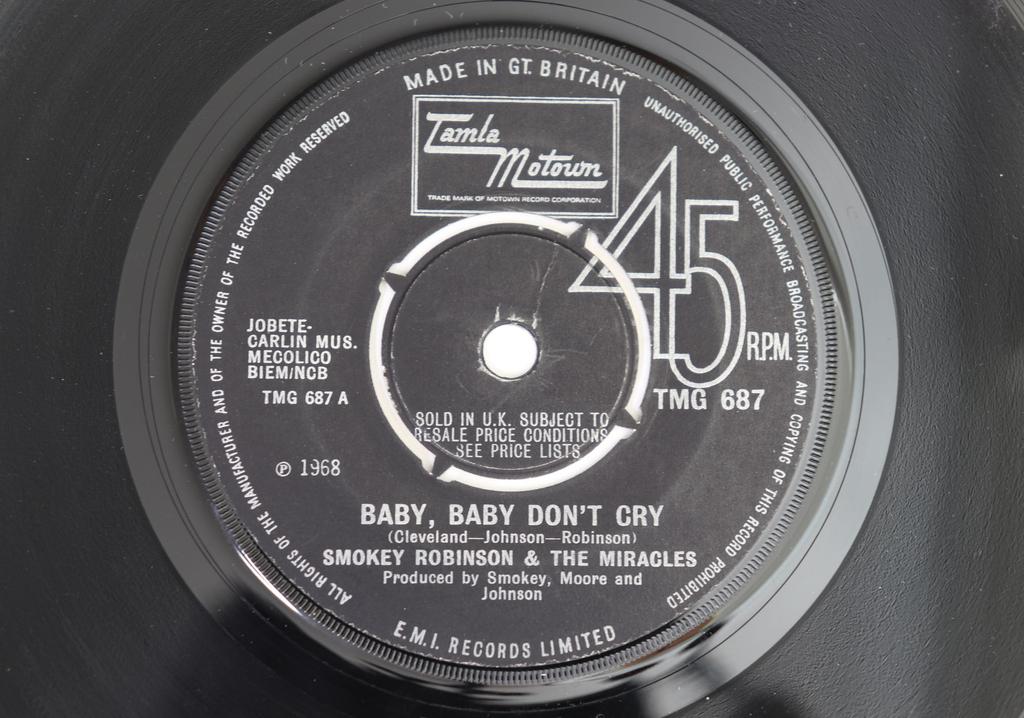 MADE IN GT. BRITAIN
UNAUTHORISED PUBLIC PERFORMANCE BROADCASTING AND COPYING OF THIS RECORD PROHIBITED
ALL RIGHTS OF THE MANUFACTURER AND OF THE OWNER OF THE RECORDED WORK RESERVED
Tamla
Motown
TRADE MARK OF MOTOWN RECORD CORPORATION
45
R.P.M.
JOBETE-
CARLIN MUS.
MECOLICO
BIEM/NCB
TMG 687 A
TMG 687
SOLD IN U.K. SUBJECT TO
RESALE PRICE CONDITIONS
SEE PRICE LISTS
℗ 1968
BABY, BABY DON'T CRY
(Cleveland—Johnson—Robinson)
SMOKEY ROBINSON & THE MIRACLES
Produced by Smokey, Moore and
Johnson
E.M.I. RECORDS LIMITED